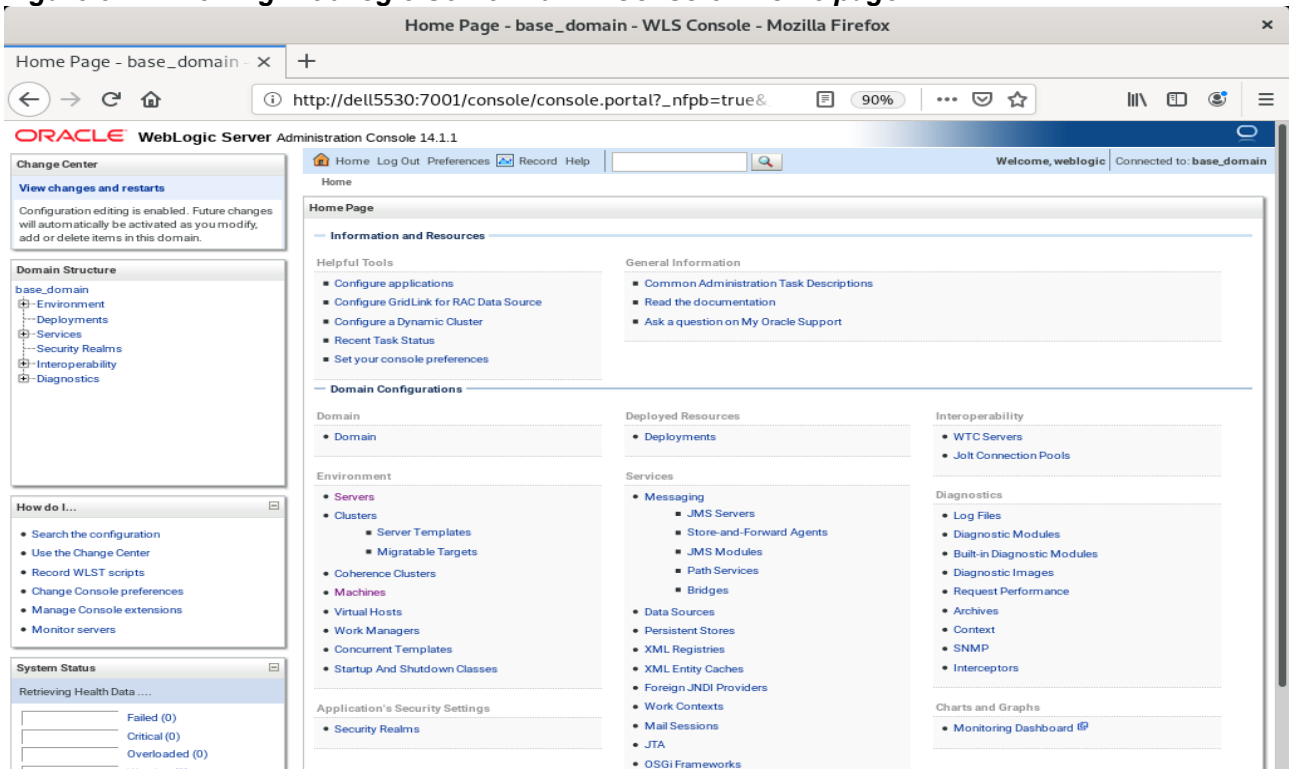 Home Page - base_domain - WLS Console - Mozilla Firefox
Home Page - base_domain -
http://dell5530:7001/console/console.portal?_nfpb=true&
90%
ORACLE WebLogic Server Administration Console 14.1.1
Change Center
View changes and restarts
Configuration editing is enabled. Future changes
will automatically be activated as you modify,
add or delete items in this domain.
Domain Structure
base_domain
Environment
Deployments
Services
Security Realms
Interoperability
Diagnostics
How do I...
Search the configuration
Use the Change Center
Record WLST scripts
Change Console preferences
Manage Console extensions
Monitor servers
System Status
Retrieving Health Data ....
Failed (0)
Critical (0)
Overloaded (0)
Home Log Out Preferences Record Help
Welcome, weblogic Connected to: base_domain
Home
Home Page
Information and Resources
Helpful Tools
Configure applications
Configure GridLink for RAC Data Source
Configure a Dynamic Cluster
Recent Task Status
Set your console preferences
General Information
Common Administration Task Descriptions
Read the documentation
Ask a question on My Oracle Support
Domain Configurations
Domain
Domain
Environment
Servers
Clusters
Server Templates
Migratable Targets
Coherence Clusters
Machines
Virtual Hosts
Work Managers
Concurrent Templates
Startup And Shutdown Classes
Application's Security Settings
Security Realms
Deployed Resources
Deployments
Services
Messaging
JMS Servers
Store-and-Forward Agents
JMS Modules
Path Services
Bridges
Data Sources
Persistent Stores
XML Registries
XML Entity Caches
Foreign JNDI Providers
Work Contexts
Mail Sessions
JTA
OSGi Frameworks
Interoperability
WTC Servers
Jolt Connection Pools
Diagnostics
Log Files
Diagnostic Modules
Built-in Diagnostic Modules
Diagnostic Images
Request Performance
Archives
Context
SNMP
Interceptors
Charts and Graphs
Monitoring Dashboard